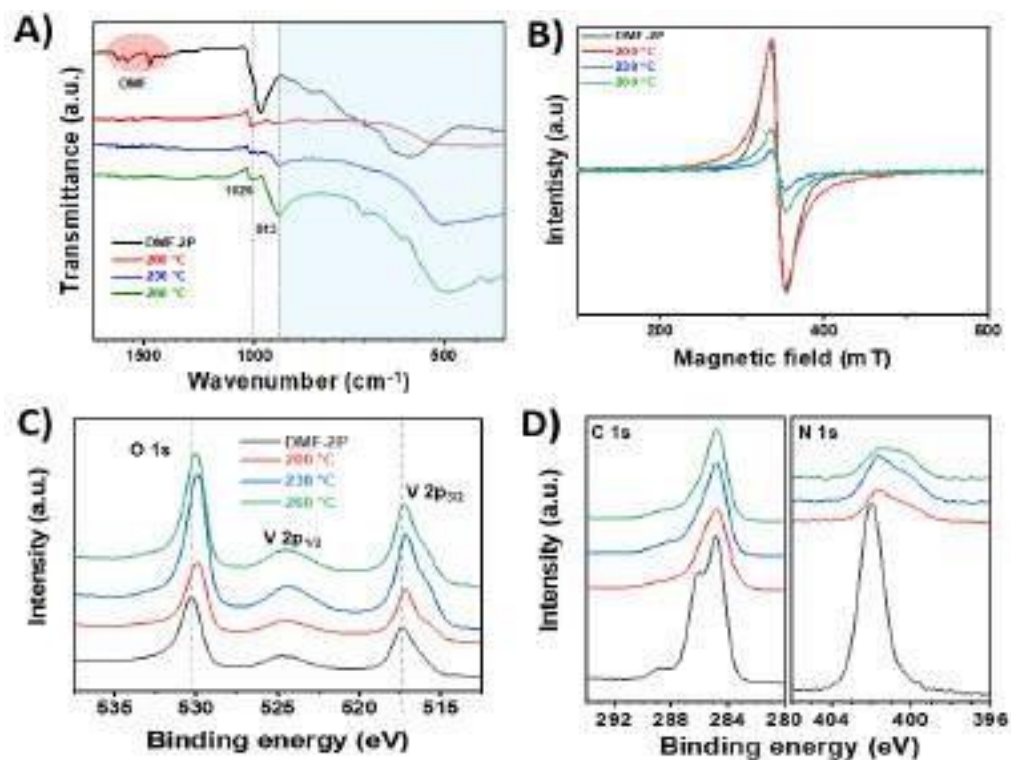 A)
DMF
1026
913
DMF-2P
200 °C
230 °C
260 °C
Transmittance (a.u.)
1500
1000
500
Wavenumber (cm⁻¹)
B)
DMF-2P
200 °C
230 °C
Intentisty (a.u)
200
400
600
Magnetic field (mT)
C)
O 1s
DMF-2P
200 °C
230 °C
260 °C
V 2p1/2
V 2p3/2
Intensity (a.u.)
535
530
525
520
515
Binding energy (eV)
D)
C 1s
N 1s
Intensity (a.u.)
292
288
284
280
404
400
396
Binding energy (eV)